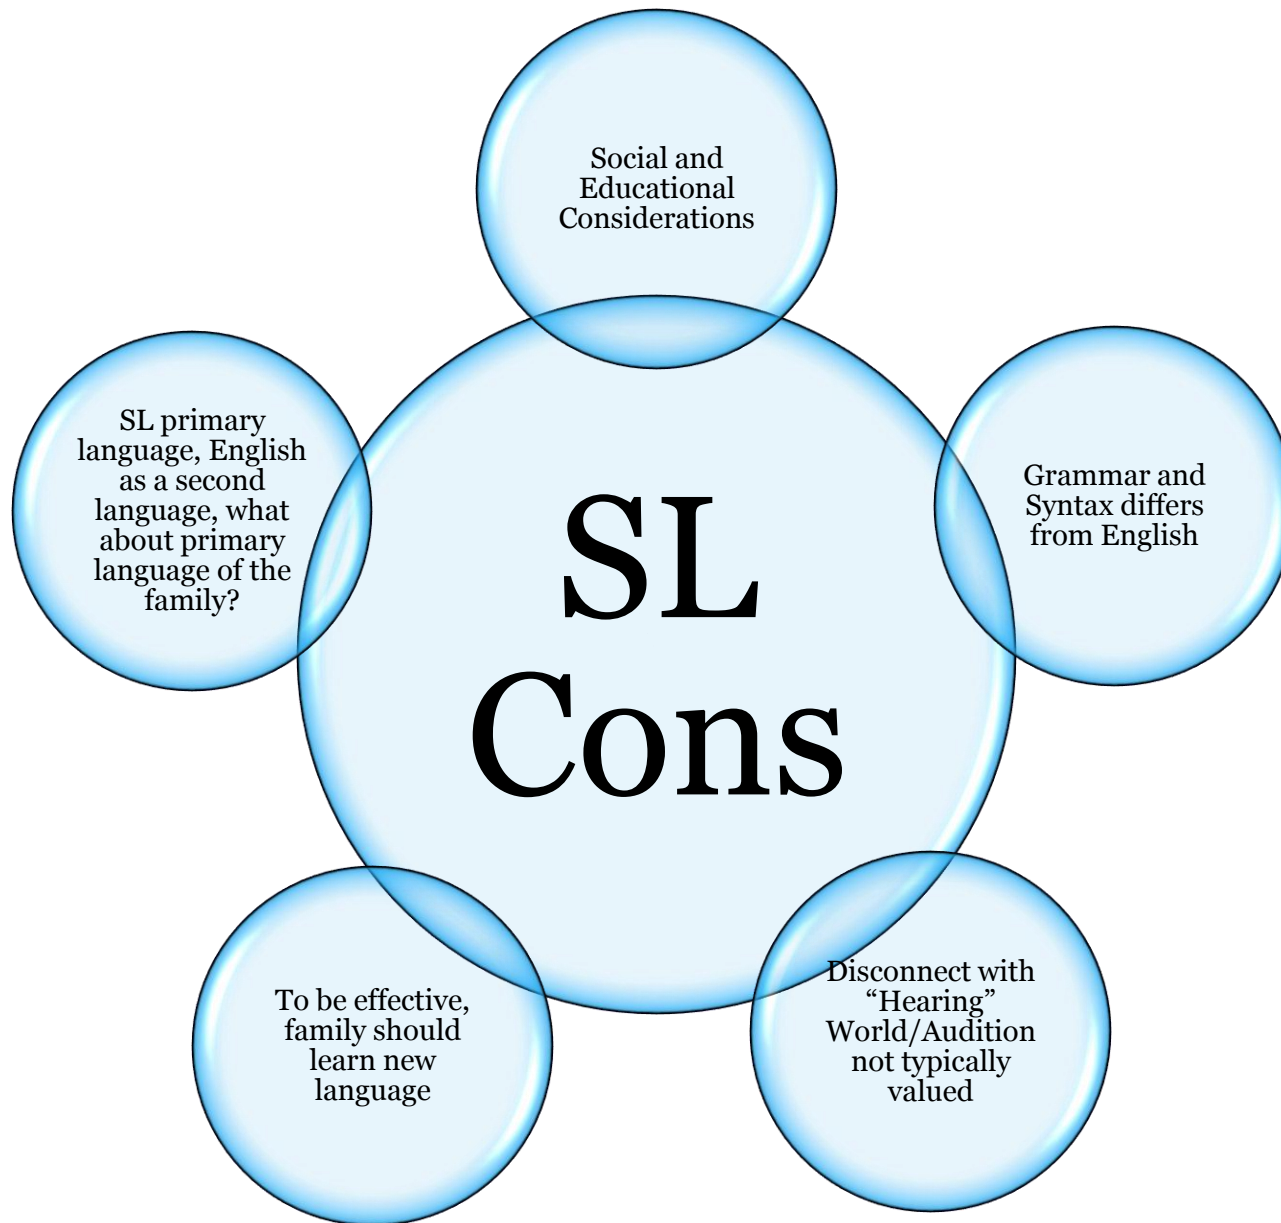 Social and
Educational
Considerations
SL primary
language, English
as a second
language, what
about primary
language of the
family?
Grammar and
Syntax differs
from English
SL
Cons
To be effective,
family should
learn new
language
Disconnect with
“Hearing”
World/Audition
not typically
valued